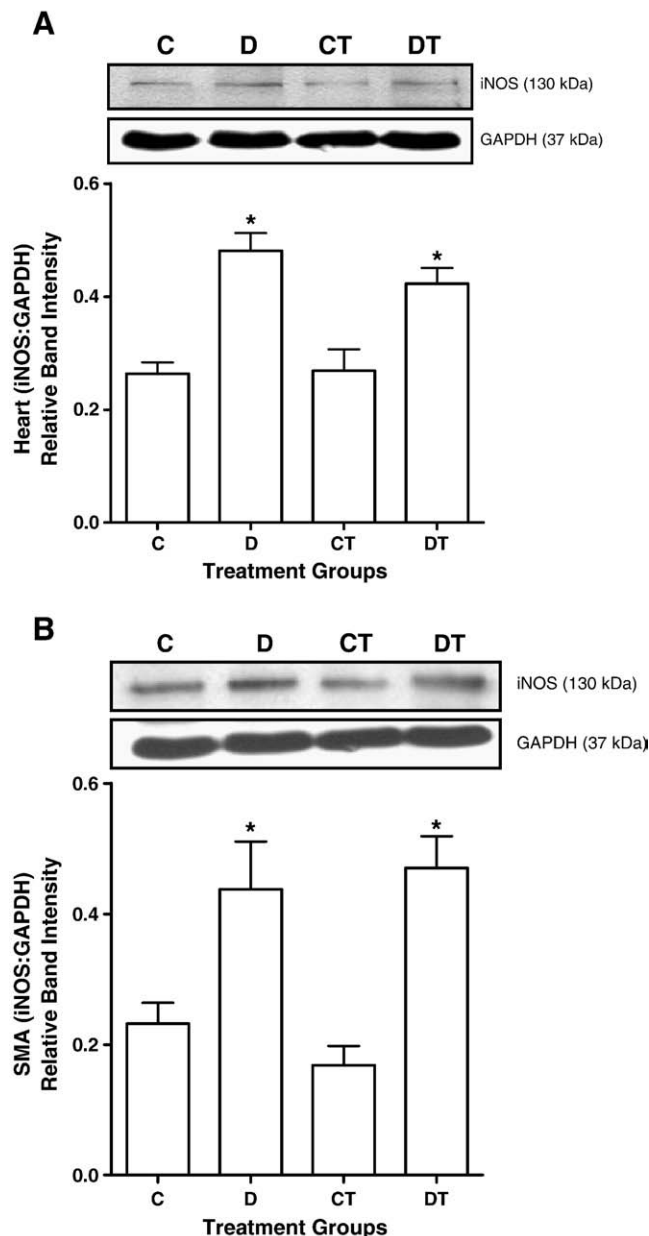 A
C D CT DT
iNOS (130 kDa)
GAPDH (37 kDa)
0.6
0.4
0.2
0.0
Heart (iNOS:GAPDH)
Relative Band Intensity
* *
C D CT DT
Treatment Groups
B
C D CT DT
iNOS (130 kDa)
GAPDH (37 kDa)
0.6
0.4
0.2
0.0
SMA (iNOS:GAPDH)
Relative Band Intensity
* *
C D CT DT
Treatment Groups